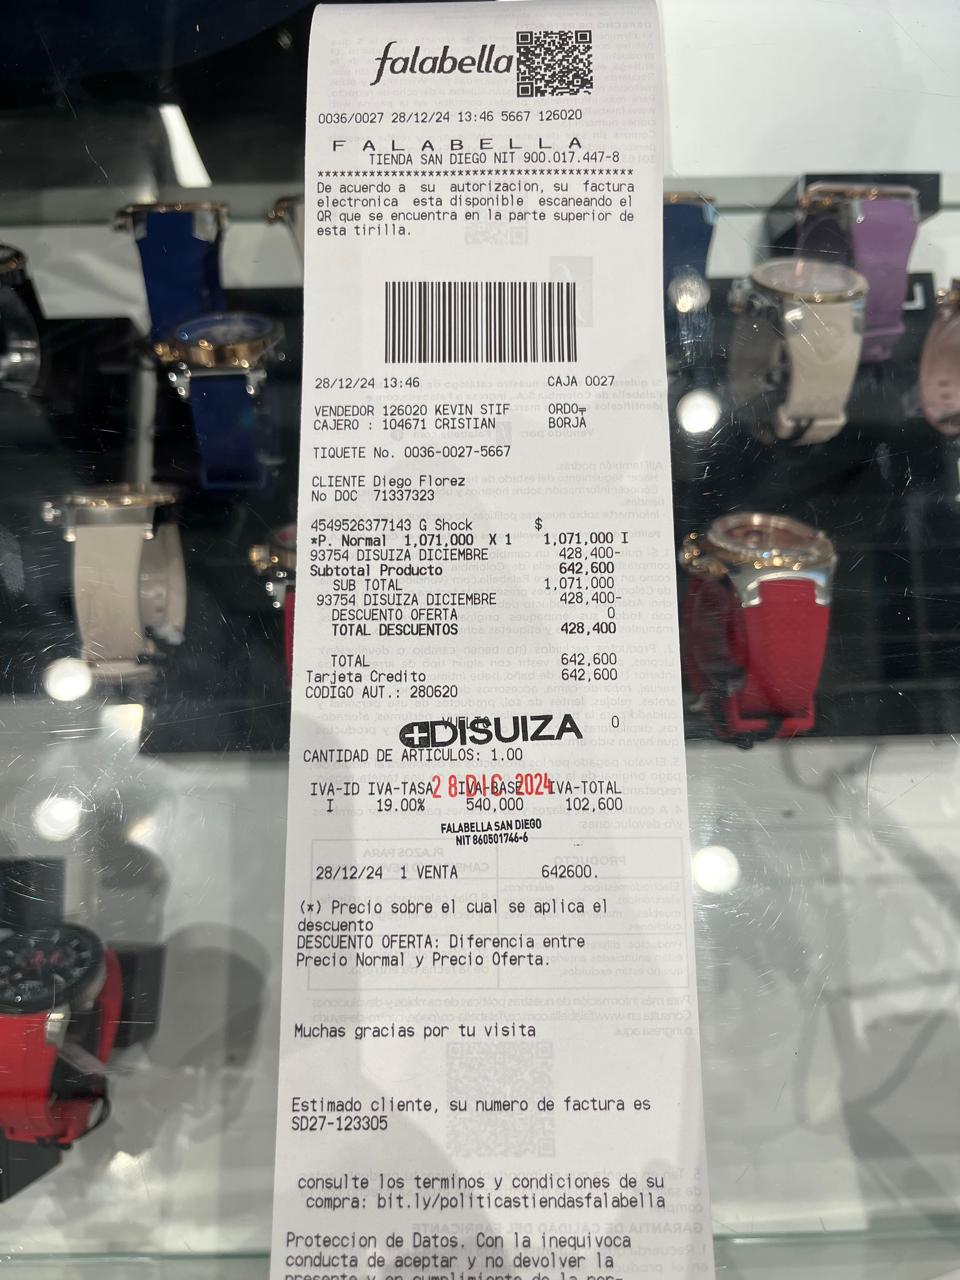 falabella
0036/0027 28/12/24 13:46 5667 126020
F A L A B E L L A
TIENDA SAN DIEGO NIT 900.017.447-8
******************************************
De acuerdo a su autorizacion, su factura
electronica esta disponible escaneando el
QR que se encuentra en la parte superior de
esta tirilla.
28/12/24 13:46 CAJA 0027
VENDEDOR 126020 KEVIN STIF ORDO
CAJERO : 104671 CRISTIAN BORJA
TIQUETE No. 0036-0027-5667
CLIENTE Diego Florez
No DOC 71337323
4549526377143 G Shock $
*P. Normal 1,071,000 X 1 1,071,000 I
93754 DISUIZA DICIEMBRE 428,400-
Subtotal Producto 642,600
SUB TOTAL 1,071,000
93754 DISUIZA DICIEMBRE 428,400-
DESCUENTO OFERTA 0
TOTAL DESCUENTOS 428,400
TOTAL 642,600
Tarjeta Credito 642,600
CODIGO AUT.: 280620
VUELTO 0
DISUIZA
CANTIDAD DE ARTICULOS: 1.00
28 DIC 2024
IVA-ID IVA-TASA IVA-BASE IVA-TOTAL
I 19.00% 540,000 102,600
FALABELLA SAN DIEGO
NIT 860501746-6
28/12/24 1 VENTA 642600.
(*) Precio sobre el cual se aplica el
descuento
DESCUENTO OFERTA: Diferencia entre
Precio Normal y Precio Oferta.
Muchas gracias por tu visita
Estimado cliente, su numero de factura es
SD27-123305
consulte los terminos y condiciones de su
compra: bit.ly/politicastiendasfalabella
Proteccion de Datos. Con la inequivoca
conducta de aceptar y no devolver la
presente y en cumplimiento de la por-